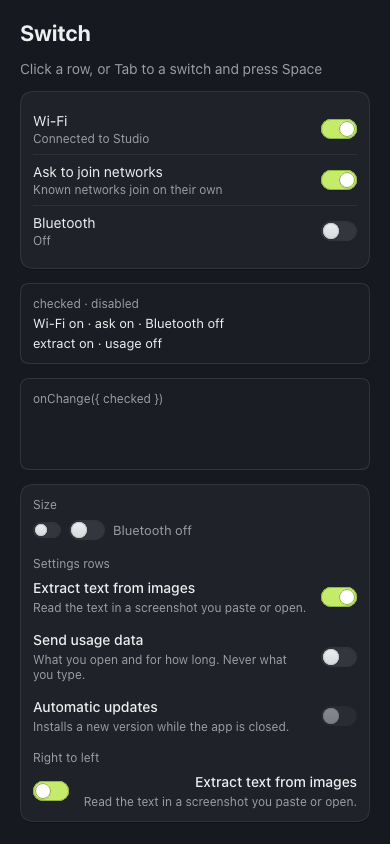 Switch
Click a row, or Tab to a switch and press Space
Wi-Fi
Connected to Studio
Ask to join networks
Known networks join on their own
Bluetooth
Off
checked · disabled
Wi-Fi on · ask on · Bluetooth off
extract on · usage off
onChange({ checked })
Size
Bluetooth off
Settings rows
Extract text from images
Read the text in a screenshot you paste or open.
Send usage data
What you open and for how long. Never what
you type.
Automatic updates
Installs a new version while the app is closed.
Right to left
Extract text from images
Read the text in a screenshot you paste or open.